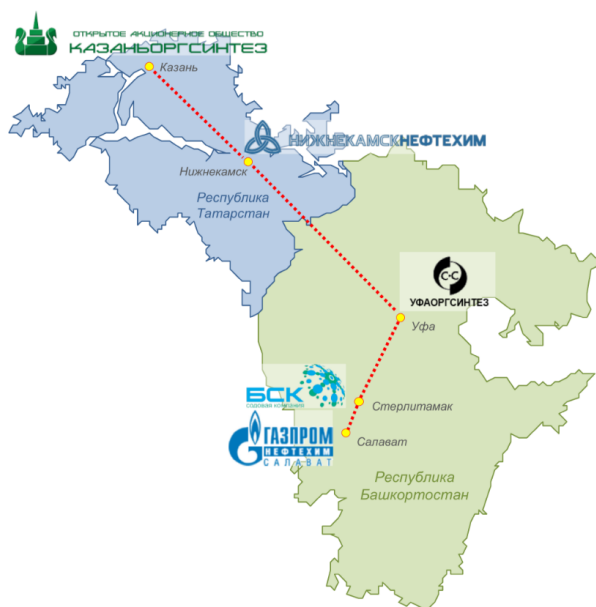 ОТКРЫТОЕ АКЦИОНЕРНОЕ ОБЩЕСТВО
КАЗАНЬОРГСИНТЕЗ
Казань
НИЖНЕКАМСКНЕФТЕХИМ
Нижнекамск
Республика
Татарстан
С·С
УФАОРГСИНТЕЗ
Уфа
БСК
содовая компания
Стерлитамак
ГАЗПРОМ
НЕФТЕХИМ
САЛАВАТ
Салават
Республика
Башкортостан